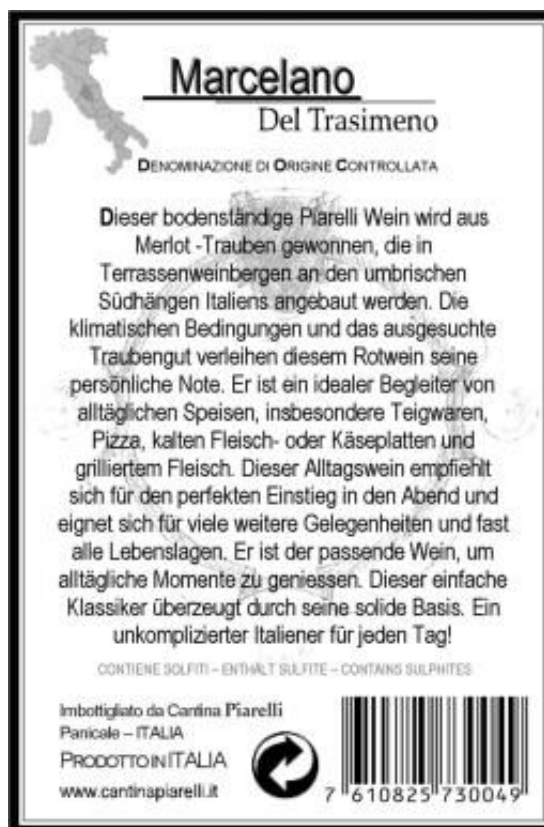 Marcelano
Del Trasimeno
DENOMINAZIONE DI ORIGINE CONTROLLATA
Dieser bodenständige Piarelli Wein wird aus
Merlot -Trauben gewonnen, die in
Terrassenweinbergen an den umbrischen
Südhängen Italiens angebaut werden. Die
klimatischen Bedingungen und das ausgesuchte
Traubengut verleihen diesem Rotwein seine
persönliche Note. Er ist ein idealer Begleiter von
alltäglichen Speisen, insbesondere Teigwaren,
Pizza, kalten Fleisch- oder Käseplatten und
grilliertem Fleisch. Dieser Alltagswein empfiehlt
sich für den perfekten Einstieg in den Abend und
eignet sich für viele weitere Gelegenheiten und fast
alle Lebenslagen. Er ist der passende Wein, um
alltägliche Momente zu geniessen. Dieser einfache
Klassiker überzeugt durch seine solide Basis. Ein
unkomplizierter Italiener für jeden Tag!
CONTIENE SOLFITI – ENTHÄLT SULFITE – CONTAINS SULPHITES
Imbottigliato da Cantina Piarelli
Panicale – ITALIA
PRODOTTO IN ITALIA
www.cantinapiarelli.it
7 610825 730049